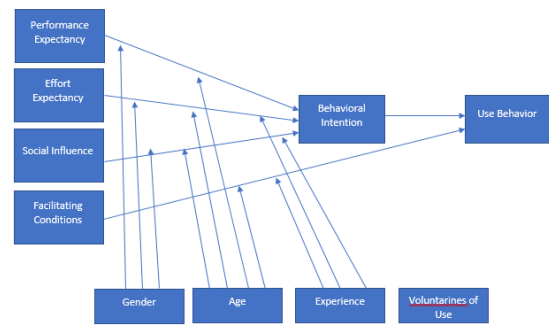 Performance
Expectancy
Effort
Expectancy
Social Influence
Facilitating
Conditions
Behavioral
Intention
Use Behavior
Gender
Age
Experience
Voluntarines of
Use